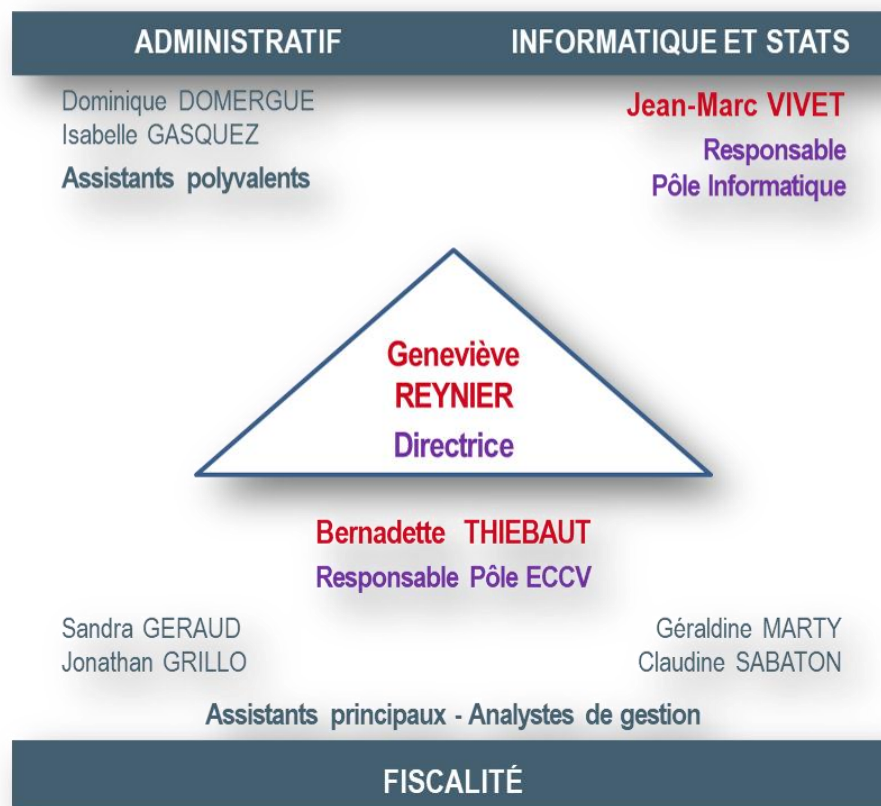 ADMINISTRATIF
INFORMATIQUE ET STATS
Dominique DOMERGUE
Isabelle GASQUEZ
Assistants polyvalents
Jean-Marc VIVET
Responsable
Pôle Informatique
Geneviève
REYNIER
Directrice
Bernadette THIEBAUT
Responsable Pôle ECCV
Sandra GERAUD
Jonathan GRILLO
Géraldine MARTY
Claudine SABATON
Assistants principaux - Analystes de gestion
FISCALITÉ